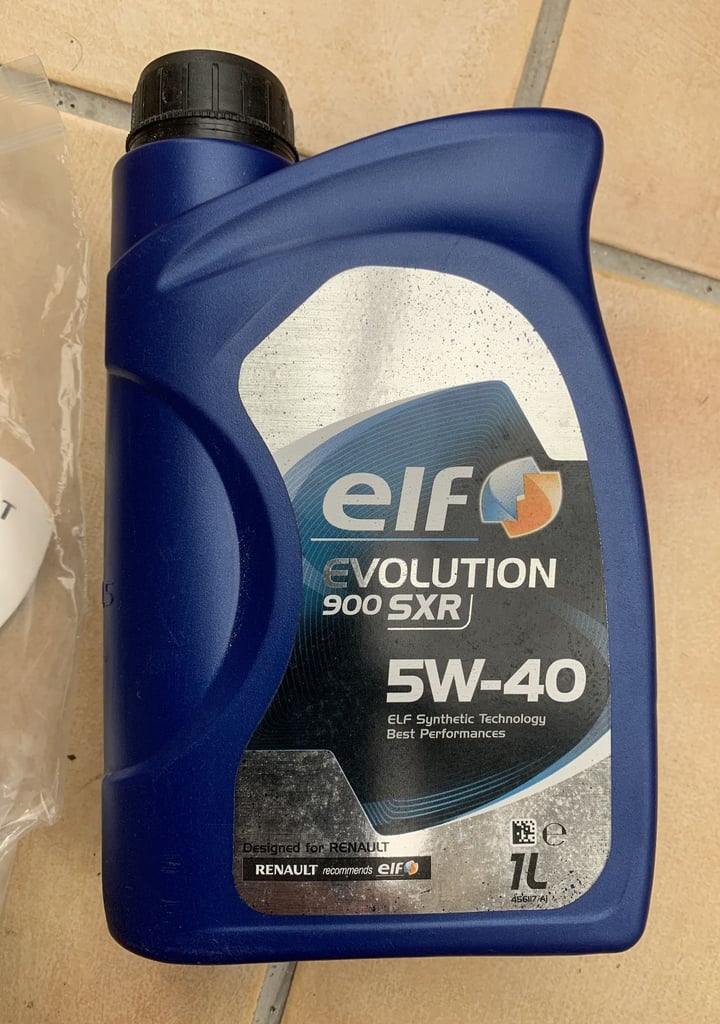 elf
EVOLUTION
900 SXR
5W-40
ELF Synthetic Technology
Best Performances
Designed for RENAULT
RENAULT recommends elf
e
1L
456117/A1
T